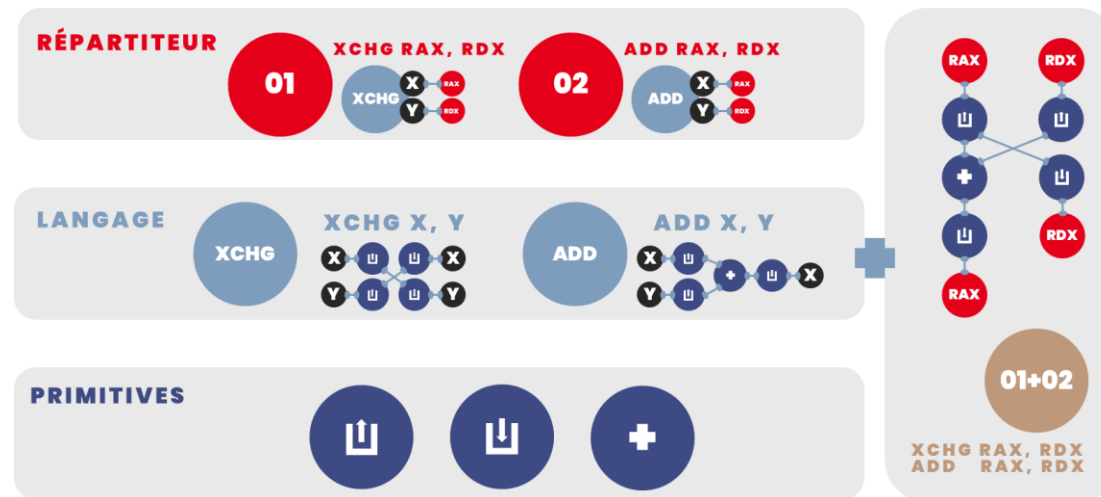 RÉPARTITEUR
01
XCHG RAX, RDX
XCHG
X
RAX
Y
RDX
02
ADD RAX, RDX
ADD
X
RAX
Y
RDX
LANGAGE
XCHG
XCHG X, Y
X
X
Y
Y
ADD
ADD X, Y
X
Y
X
PRIMITIVES
RAX
RDX
RDX
RAX
01+02
XCHG RAX, RDX
ADD RAX, RDX